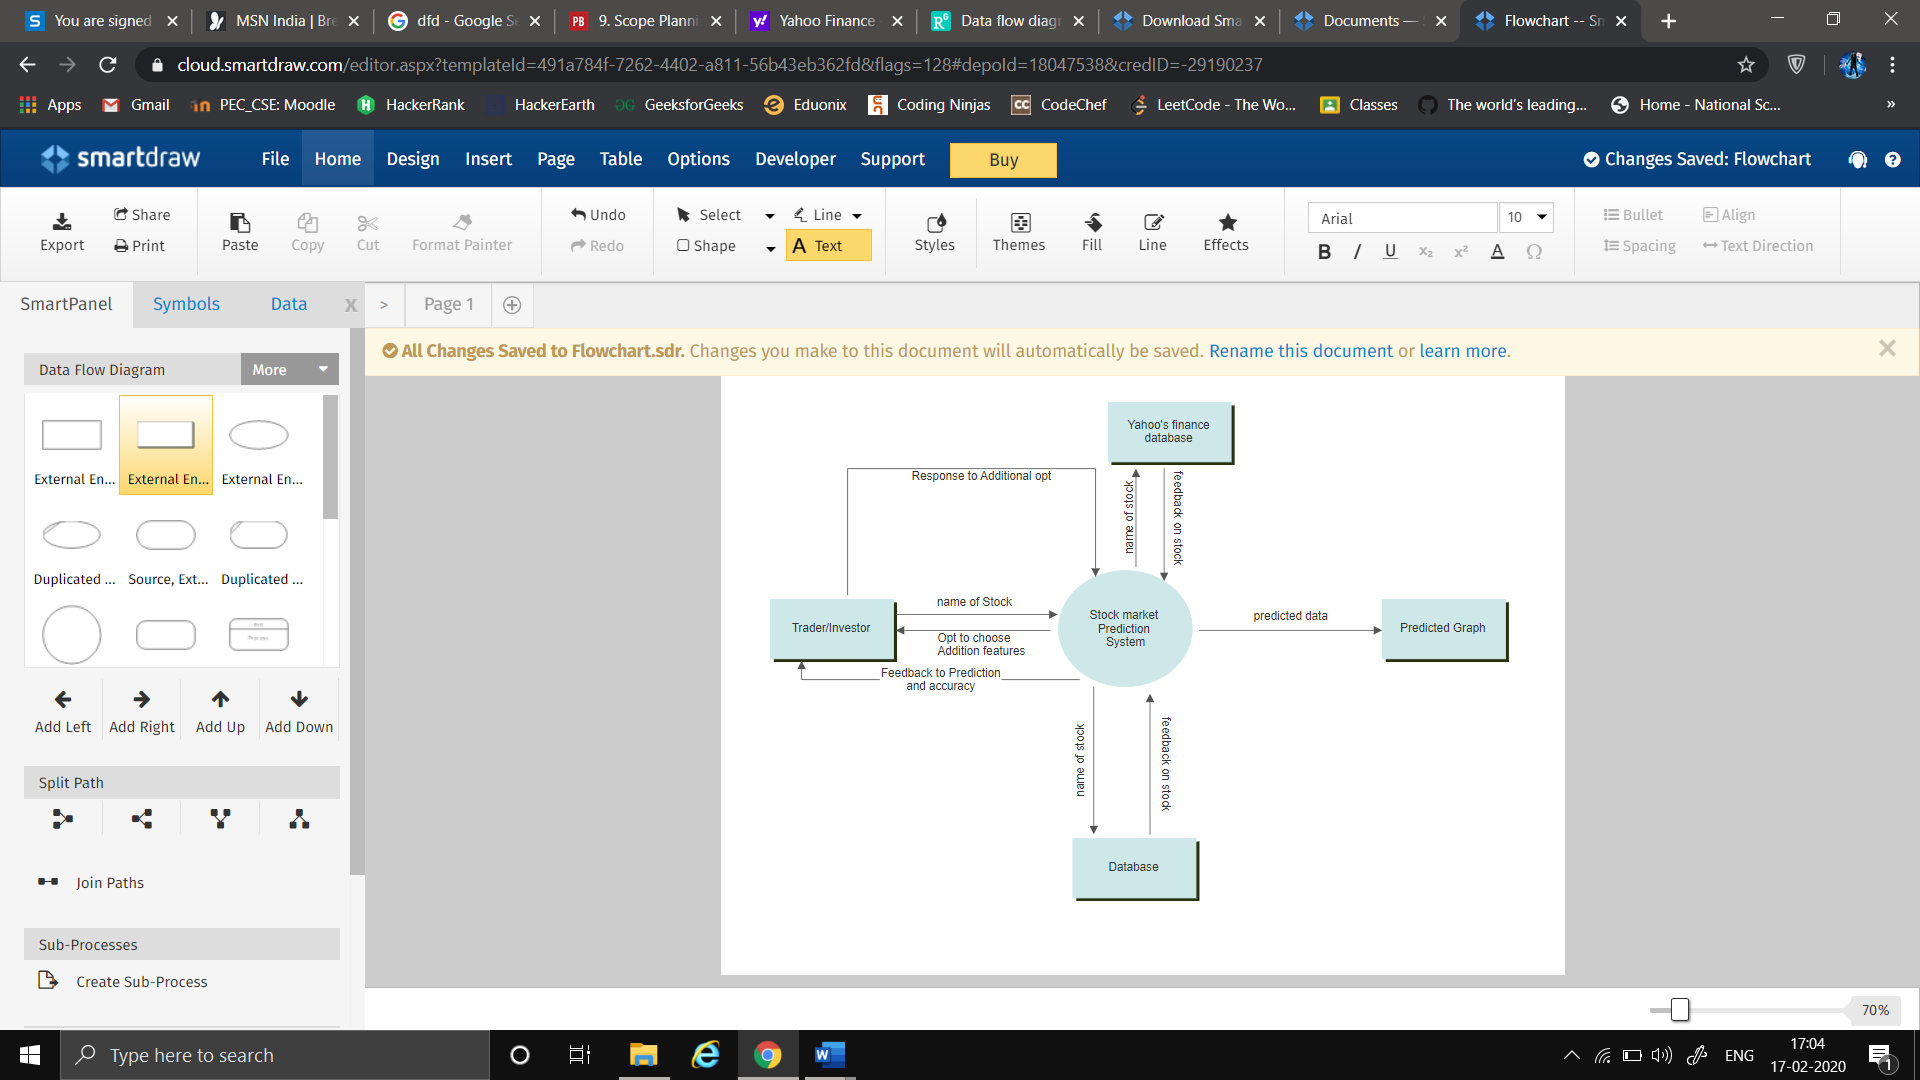 You are signed
MSN India | Bre
dfd - Google Se
9. Scope Planni
Yahoo Finance
Data flow diagr
Download Sma
Documents —
Flowchart -- Sm
cloud.smartdraw.com/editor.aspx?templateId=491a784f-7262-4402-a811-56b43eb362fd&flags=128#depoId=18047538&credID=-29190237
Apps
Gmail
PEC_CSE: Moodle
HackerRank
HackerEarth
GeeksforGeeks
Eduonix
Coding Ninjas
CodeChef
LeetCode - The Wo...
Classes
The world's leading...
Home - National Sc...
smartdraw
File
Home
Design
Insert
Page
Table
Options
Developer
Support
Buy
Changes Saved: Flowchart
Export
Share
Print
Paste
Copy
Cut
Format Painter
Undo
Redo
Select
Shape
Line
A Text
Styles
Themes
Fill
Line
Effects
Arial
10
B I U x₂ x² A Ω
Bullet
Spacing
Align
Text Direction
SmartPanel
Symbols
Data
X
>
Page 1
All Changes Saved to Flowchart.sdr. Changes you make to this document will automatically be saved. Rename this document or learn more.
Data Flow Diagram
More
External En...
External En...
External En...
Duplicated ...
Source, Ext...
Duplicated ...
Add Left
Add Right
Add Up
Add Down
Split Path
Join Paths
Sub-Processes
Create Sub-Process
Yahoo's finance
database
Response to Additional opt
name of stock
feedback on stock
name of Stock
Trader/Investor
Opt to choose
Addition features
Feedback to Prediction
and accuracy
Stock market
Prediction
System
predicted data
Predicted Graph
name of stock
feedback on stock
Database
70%
Type here to search
ENG
17:04
17-02-2020
1